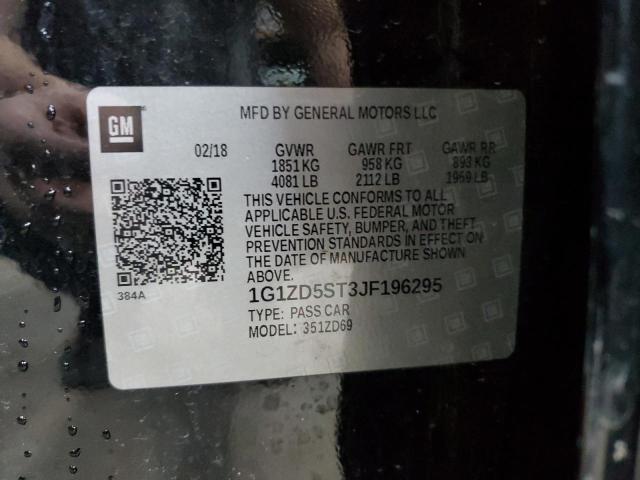 GM
MFD BY GENERAL MOTORS LLC
02/18 GVWR GAWR FRT GAWR RR
1851 KG 958 KG 893 KG
4081 LB 2112 LB 1969 LB
THIS VEHICLE CONFORMS TO ALL
APPLICABLE U.S. FEDERAL MOTOR
VEHICLE SAFETY, BUMPER, AND THEFT
PREVENTION STANDARDS IN EFFECT ON
THE DATE OF MANUFACTURE SHOWN
ABOVE.
384A
1G1ZD5ST3JF196295
TYPE: PASS CAR
MODEL: 351ZD69